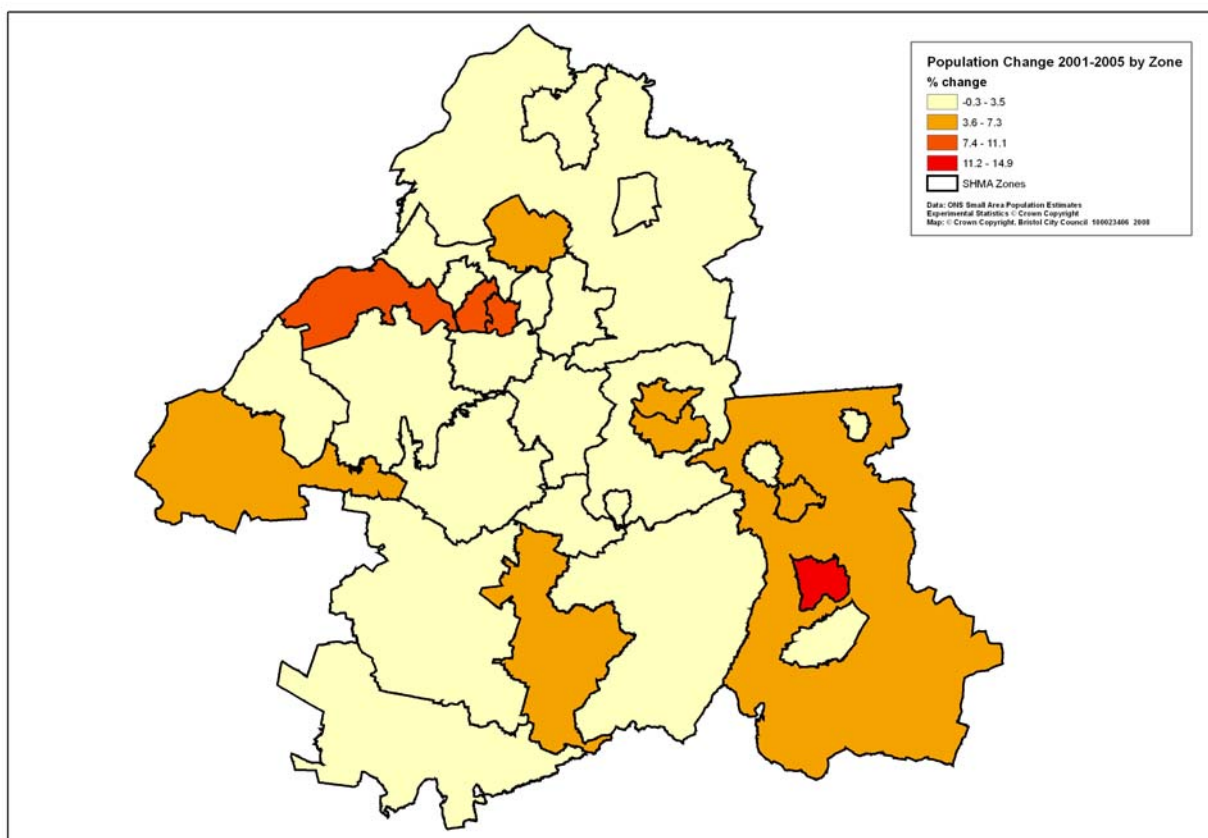 Population Change 2001-2005 by Zone
% change
-0.3 - 3.5
3.6 - 7.3
7.4 - 11.1
11.2 - 14.9
SHMA Zones
Data: ONS Small Area Population Estimates
Experimental Statistics © Crown Copyright
Map: © Crown Copyright. Bristol City Council 100023406 2008